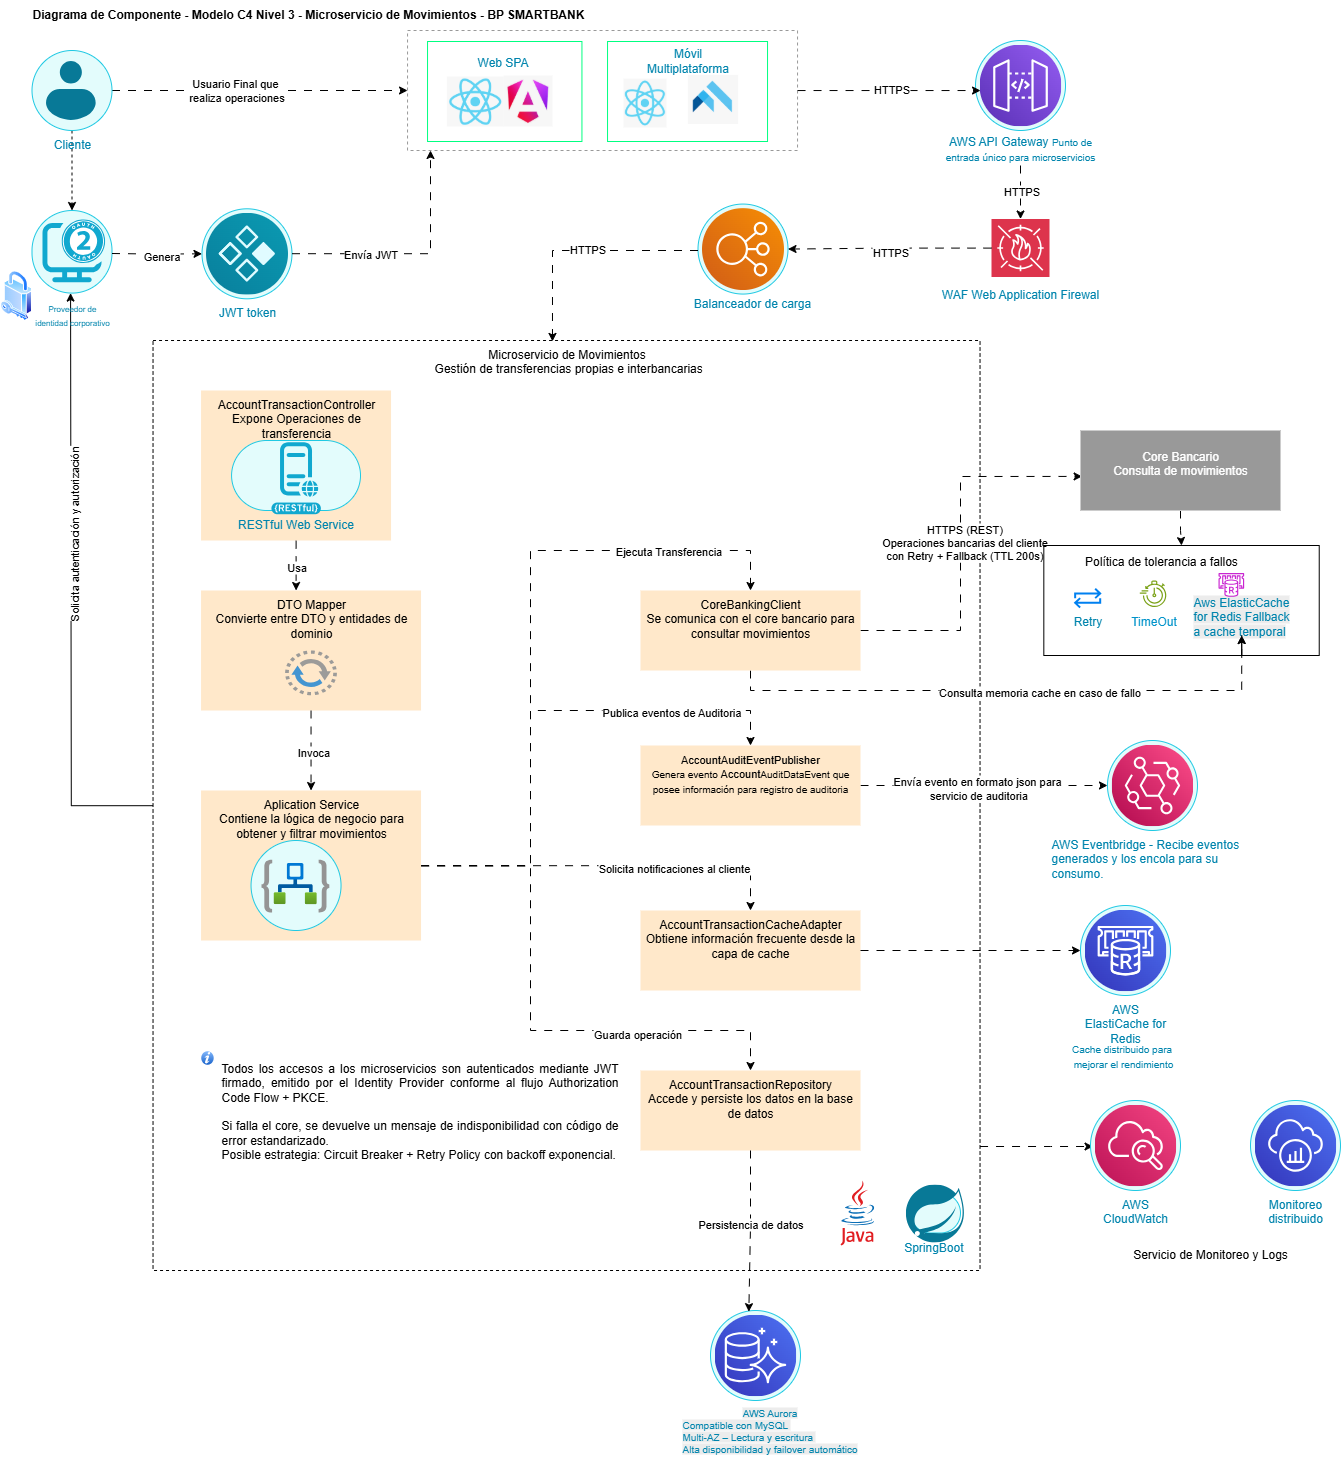 Diagrama de Componente - Modelo C4 Nivel 3 - Microservicio de Movimientos - BP SMARTBANK
Cliente
Usuario Final que
realiza operaciones
Web SPA
Móvil
Multiplataforma
HTTPS
AWS API Gateway Punto de
entrada único para microservicios
HTTPS
WAF Web Application Firewal
HTTPS
Balanceador de carga
HTTPS
OAUTH
2
Proveedor de
identidad corporativo
Genera
JWT token
Envía JWT
Solicita autenticación y autorización
Microservicio de Movimientos
Gestión de transferencias propias e interbancarias
AccountTransactionController
Expone Operaciones de
transferencia
{RESTful}
RESTful Web Service
Usa
DTO Mapper
Convierte entre DTO y entidades de
dominio
Invoca
Aplication Service
Contiene la lógica de negocio para
obtener y filtrar movimientos
Ejecuta Transferencia
CoreBankingClient
Se comunica con el core bancario para
consultar movimientos
HTTPS (REST)
Operaciones bancarias del cliente
con Retry + Fallback (TTL 200s)
Core Bancario
Consulta de movimientos
Política de tolerancia a fallos
Retry
TimeOut
R
Aws ElasticCache
for Redis Fallback
a cache temporal
Consulta memoria cache en caso de fallo
Publica eventos de Auditoria
AccountAuditEventPublisher
Genera evento AccountAuditDataEvent que
posee información para registro de auditoria
Envía evento en formato json para
servicio de auditoria
AWS Eventbridge - Recibe eventos
generados y los encola para su
consumo.
Solicita notificaciones al cliente
AccountTransactionCacheAdapter
Obtiene información frecuente desde la
capa de cache
R
AWS
ElastiCache for
Redis
Cache distribuido para
mejorar el rendimiento
Guarda operación
AccountTransactionRepository
Accede y persiste los datos en la base
de datos
i
Todos los accesos a los microservicios son autenticados mediante JWT
firmado, emitido por el Identity Provider conforme al flujo Authorization
Code Flow + PKCE.
Si falla el core, se devuelve un mensaje de indisponibilidad con código de
error estandarizado.
Posible estrategia: Circuit Breaker + Retry Policy con backoff exponencial.
Persistencia de datos
Java
SpringBoot
AWS
CloudWatch
Monitoreo
distribuido
Servicio de Monitoreo y Logs
AWS Aurora
Compatible con MySQL
Multi-AZ – Lectura y escritura
Alta disponibilidad y failover automático